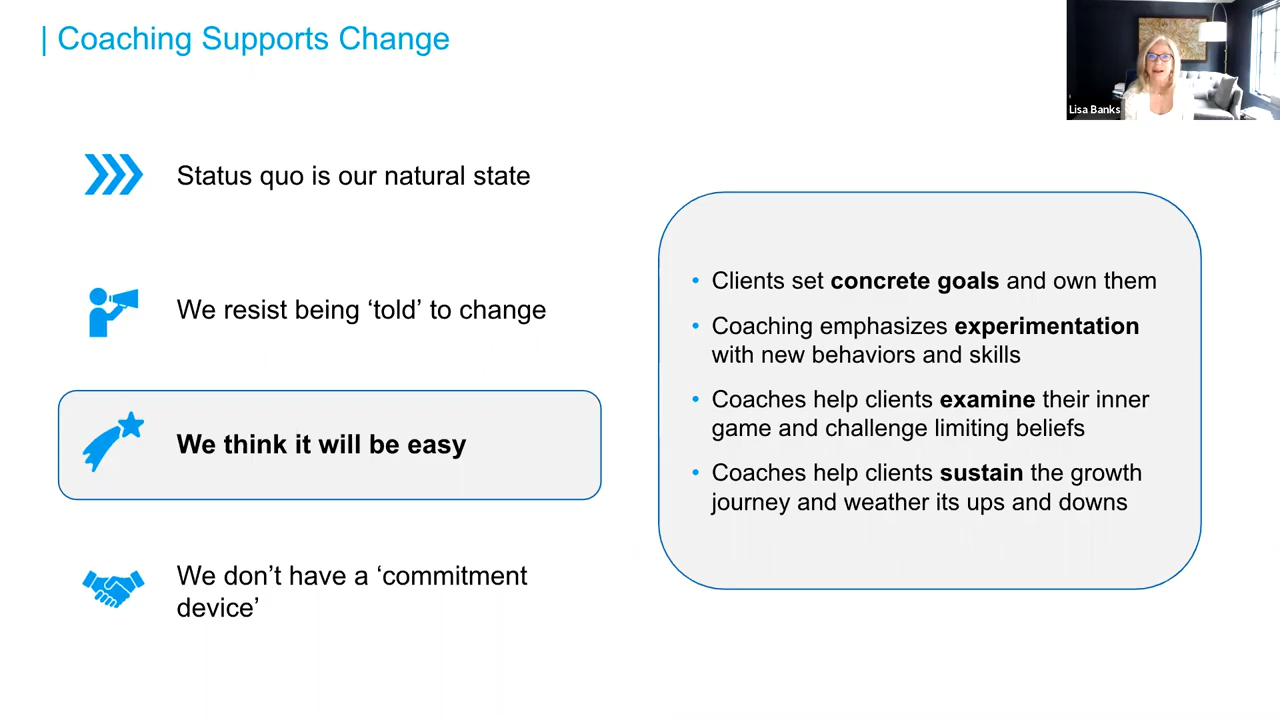 | Coaching Supports Change
Lisa Banks
Status quo is our natural state
We resist being ‘told’ to change
We think it will be easy
We don’t have a ‘commitment
device’
• Clients set concrete goals and own them
• Coaching emphasizes experimentation
with new behaviors and skills
• Coaches help clients examine their inner
game and challenge limiting beliefs
• Coaches help clients sustain the growth
journey and weather its ups and downs